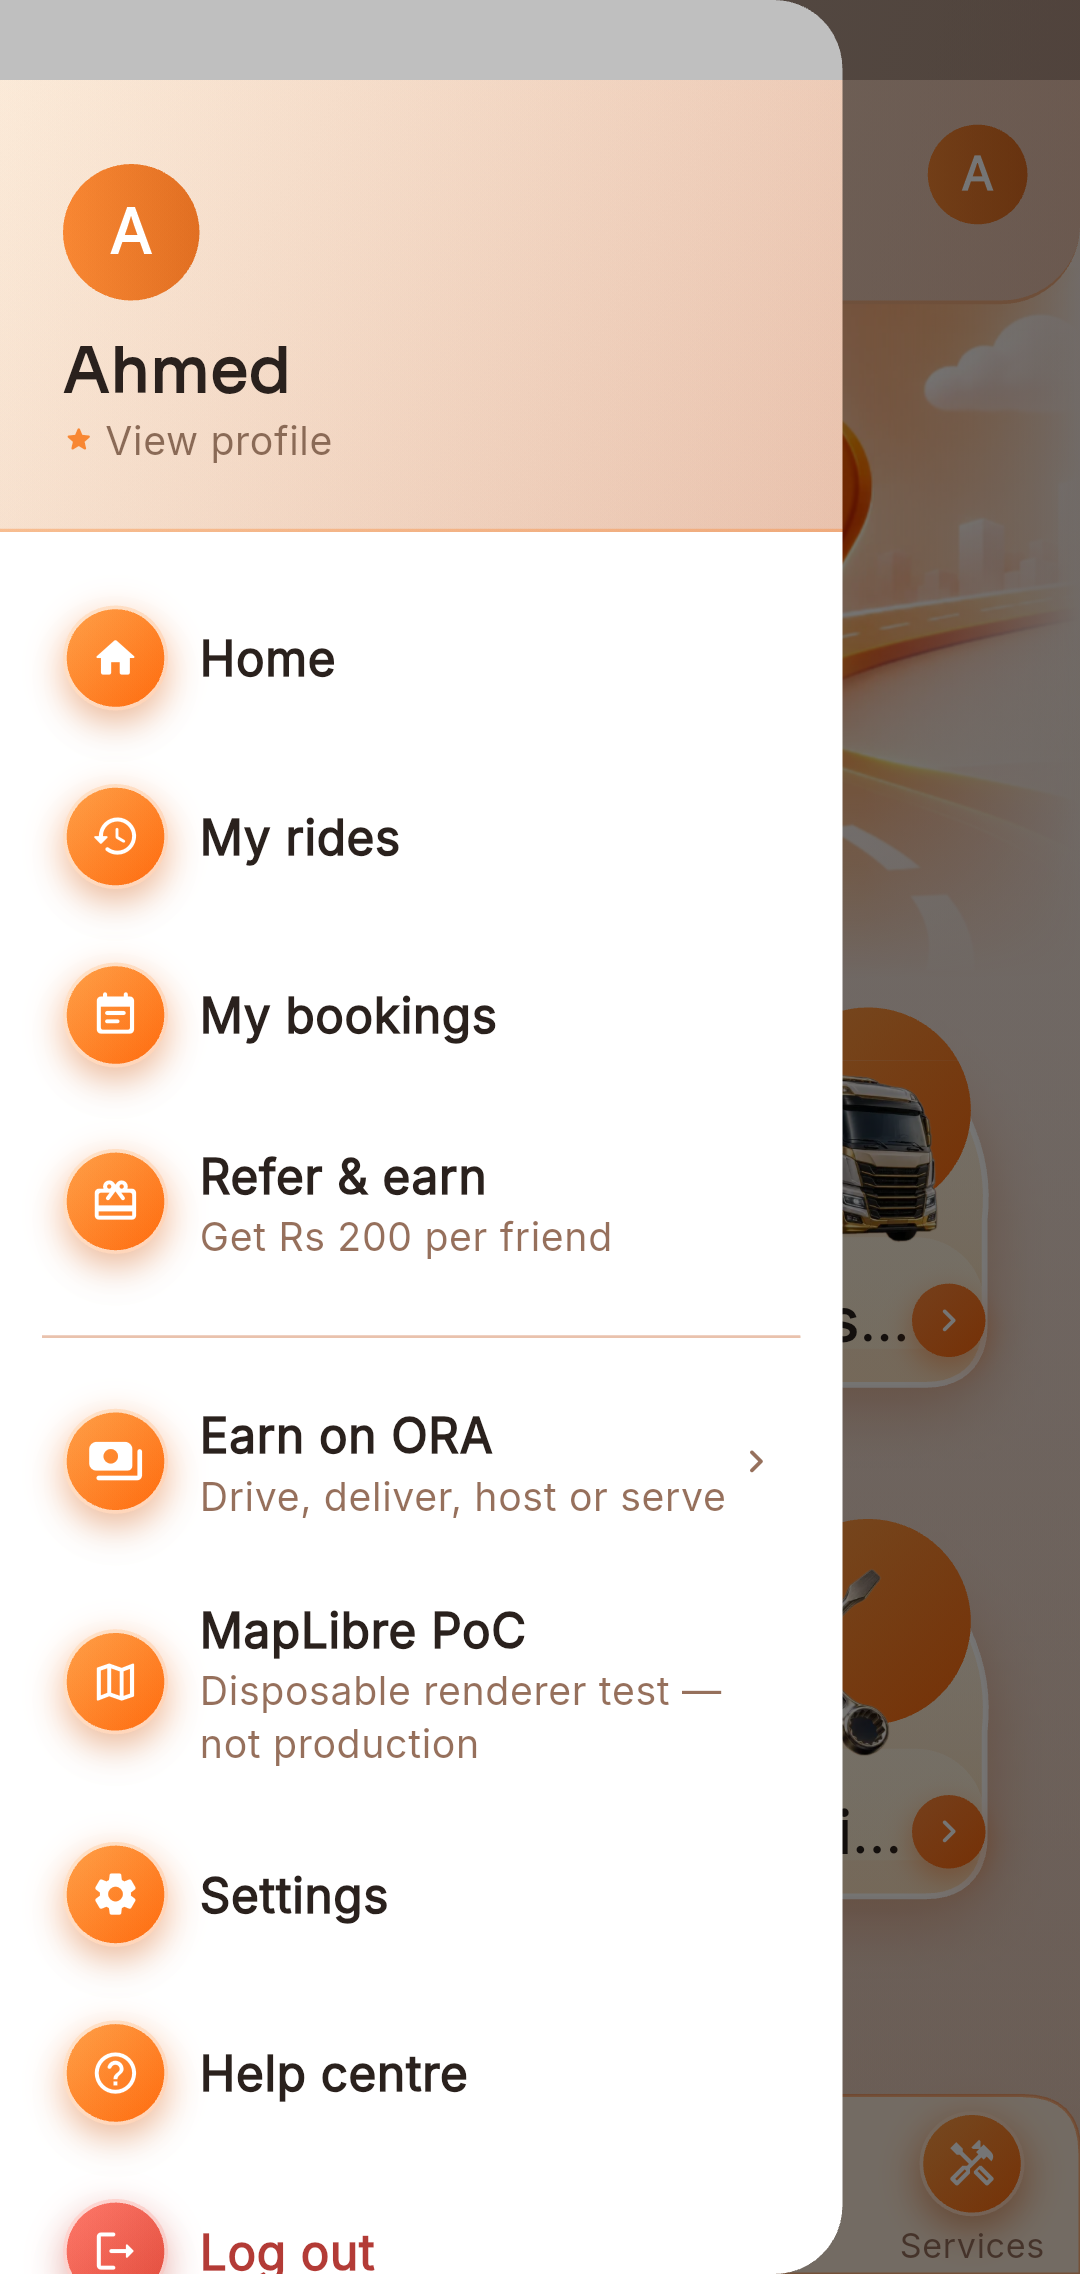 A
A
Ahmed
View profile
Home
My rides
My bookings
Refer & earn
Get Rs 200 per friend
s...
Earn on ORA
Drive, deliver, host or serve
MapLibre PoC
Disposable renderer test —
not production
i...
Settings
Help centre
Log out
Services